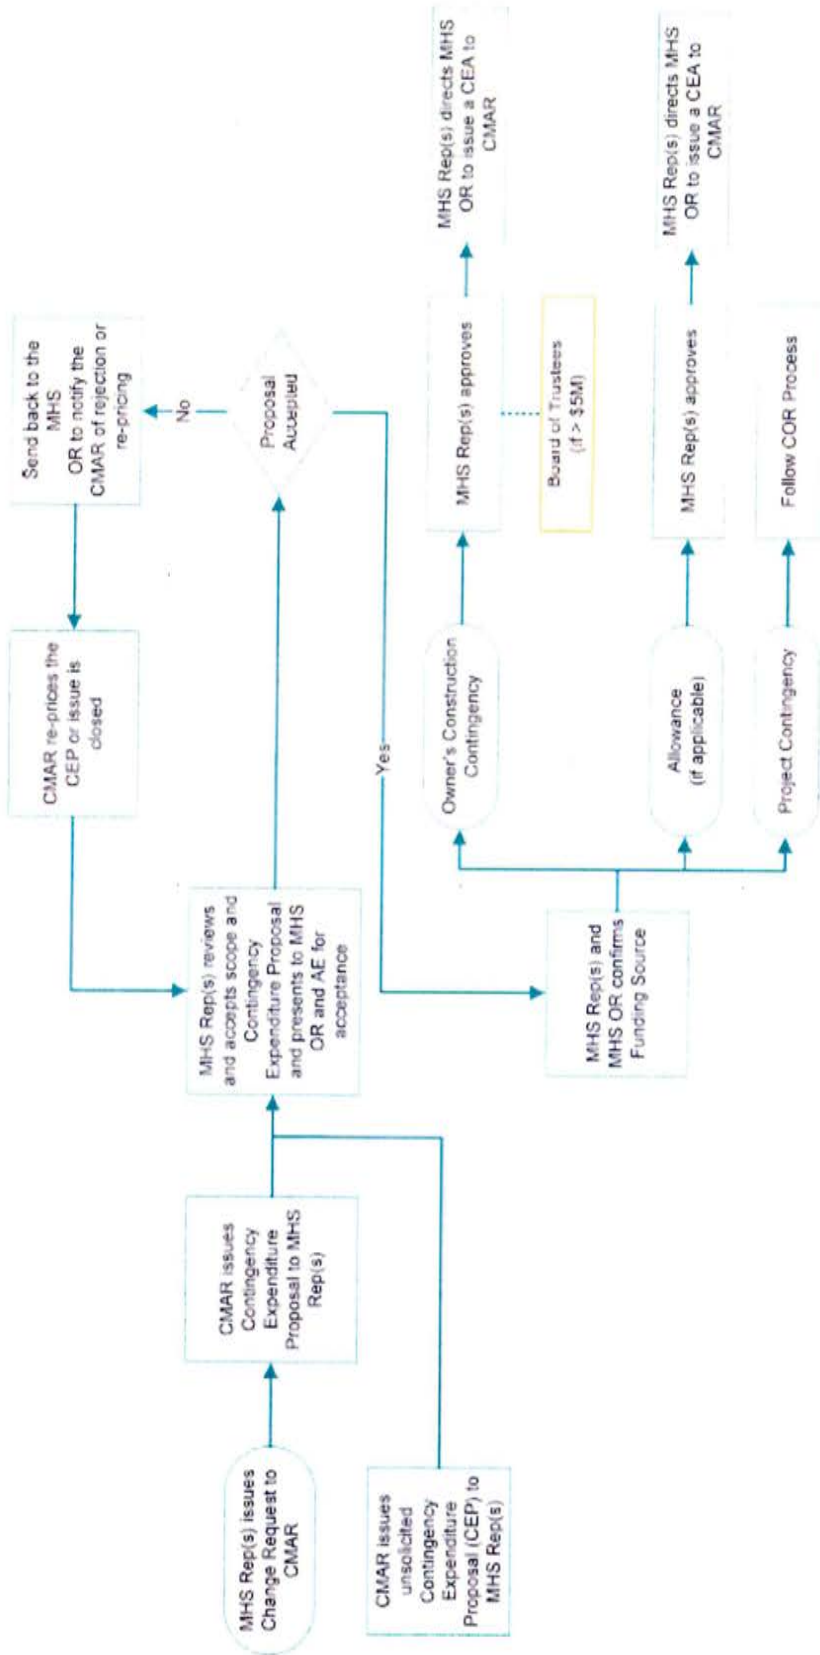 MHS Rep(s) issues
Change Request to
CMAR
CMAR issues
unsolicited
Contingency
Expenditure
Proposal (CEP) to
MHS Rep(s)
CMAR issues
Contingency
Expenditure
Proposal to MHS
Rep(s)
MHS Rep(s) reviews
and accepts scope and
Contingency
Expenditure Proposal
and presents to MHS
OR and AE for
acceptance
CMAR re-prices the
CEP or issue is
closed
Send back to the
MHS
OR to notify the
CMAR of rejection or
re-pricing
No
Proposal
Accepted
Yes
MHS Rep(s) and
MHS OR confirms
Funding Source
Owner's Construction
Contingency
MHS Rep(s) approves
MHS Rep(s) directs MHS
OR to issue a CEA to
CMAR
Board of Trustees
(if > $5M)
Allowance
(if applicable)
MHS Rep(s) approves
MHS Rep(s) directs MHS
OR to issue a CEA to
CMAR
Project Contingency
Follow COR Process